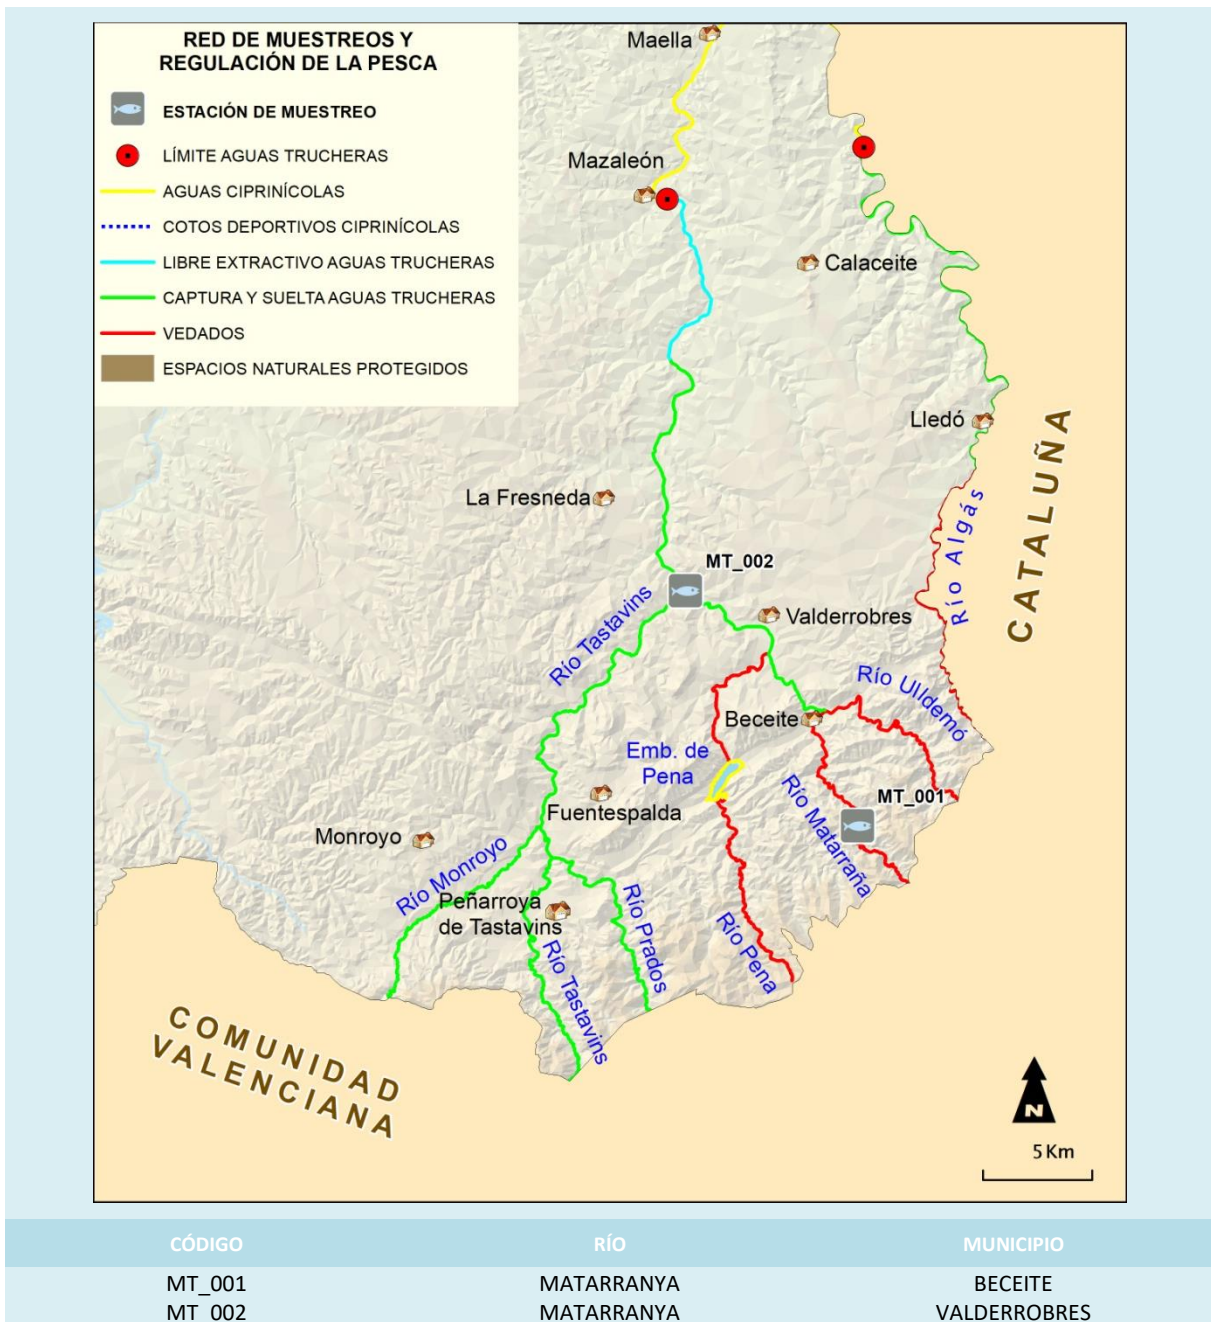 RED DE MUESTREOS Y
REGULACIÓN DE LA PESCA
ESTACIÓN DE MUESTREO
LÍMITE AGUAS TRUCHERAS
AGUAS CIPRINÍCOLAS
COTOS DEPORTIVOS CIPRINÍCOLAS
LIBRE EXTRACTIVO AGUAS TRUCHERAS
CAPTURA Y SUELTA AGUAS TRUCHERAS
VEDADOS
ESPACIOS NATURALES PROTEGIDOS
Maella
Mazaleón
Calaceite
Lledó
CATALUÑA
Río Algás
La Fresneda
MT_002
Valderrobres
Río Tastavins
Río Ulldemó
Beceite
Emb. de
Pena
MT_001
Río Matarraña
Fuentespalda
Monroyo
Río Monroyo
Peñarroya
de Tastavins
Río Prados
Río Pena
Río Tastavins
COMUNIDAD
VALENCIANA
N
5 Km
CÓDIGO RÍO MUNICIPIO
MT_001 MATARRANYA BECEITE
MT_002 MATARRANYA VALDERROBRES